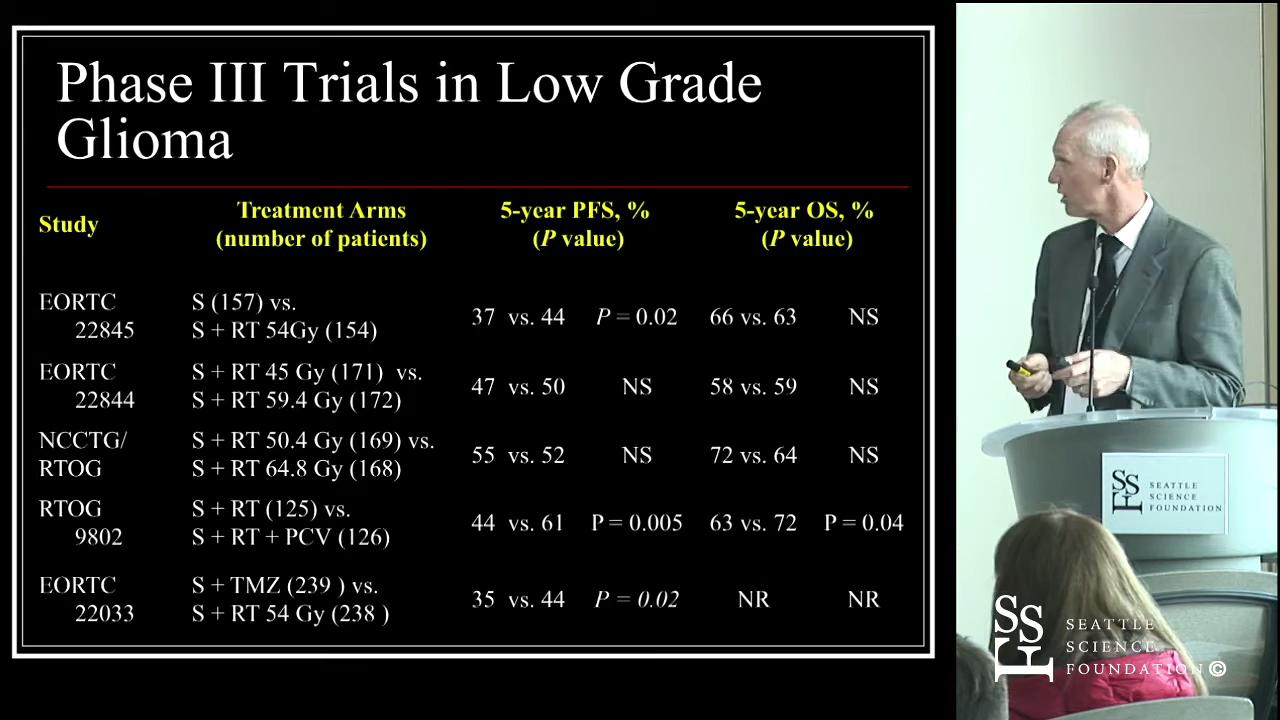 Phase III Trials in Low Grade
Glioma
Study
Treatment Arms
(number of patients)
5-year PFS, %
(P value)
5-year OS, %
(P value)
EORTC
22845
S (157) vs.
S + RT 54Gy (154)
37 vs. 44
P = 0.02
66 vs. 63
NS
EORTC
22844
S + RT 45 Gy (171) vs.
S + RT 59.4 Gy (172)
47 vs. 50
NS
58 vs. 59
NS
NCCTG/
RTOG
S + RT 50.4 Gy (169) vs.
S + RT 64.8 Gy (168)
55 vs. 52
NS
72 vs. 64
NS
RTOG
9802
S + RT (125) vs.
S + RT + PCV (126)
44 vs. 61
P = 0.005
63 vs. 72
P = 0.04
EORTC
22033
S + TMZ (239 ) vs.
S + RT 54 Gy (238 )
35 vs. 44
P = 0.02
NR
NR
SSF
SEATTLE
SCIENCE
FOUNDATION
SSF
SEATTLE
SCIENCE
FOUNDATION©